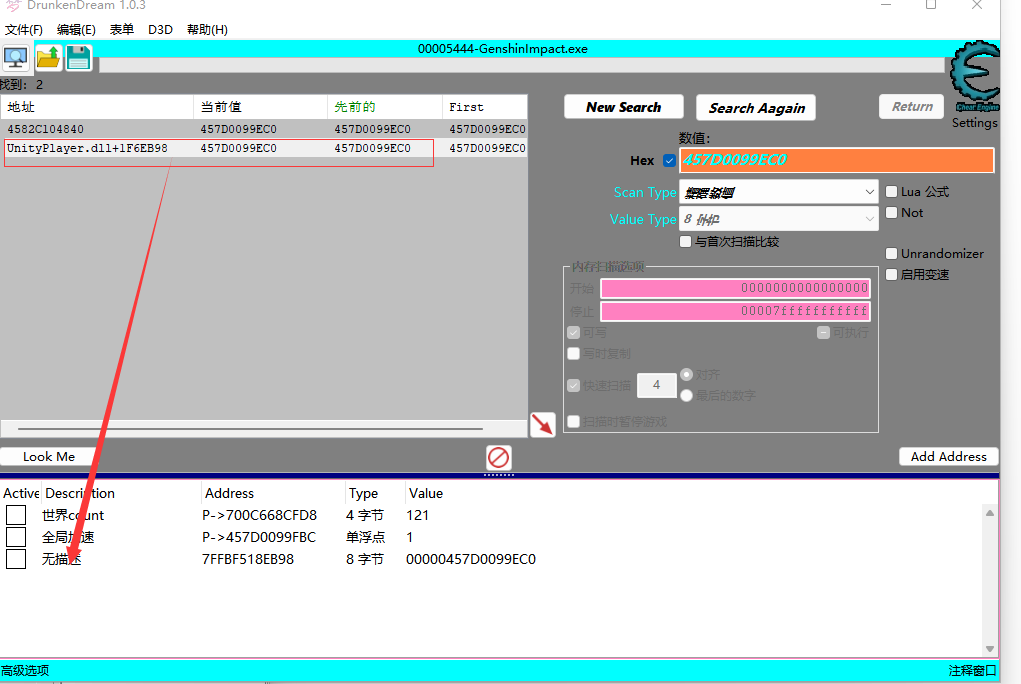 DrunkenDream 1.0.3
文件(F) 编辑(E) 表单 D3D 帮助(H)
00005444-GenshinImpact.exe
找到: 2
地址 当前值 先前的 First
4582C104840 457D0099EC0 457D0099EC0 457D0099EC0
UnityPlayer.dll+1F6EB98 457D0099EC0 457D0099EC0 457D0099EC0
New Search Search Aagain Return
Cheat Engine
Settings
数值:
Hex 457D0099EC0
Scan Type Lua 公式
Value Type 8 字节 Not
与首次扫描比较
Unrandomizer
启用变速
内存扫描选项
开始 0000000000000000
停止 00007fffffffffff
可写 可执行
写时复制
快速扫描 4 对齐
最后的数字
扫描时暂停游戏
Look Me Add Address
Active Description Address Type Value
世界count P->700C668CFD8 4 字节 121
全局加速 P->457D0099FBC 单浮点 1
无描述 7FFBF518EB98 8 字节 00000457D0099EC0
高级选项 注释窗口